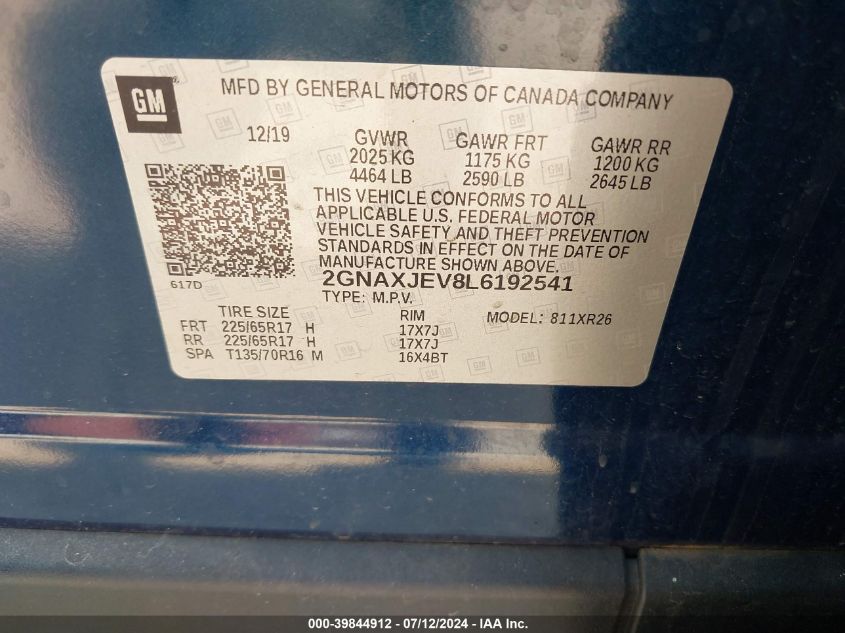 GM
MFD BY GENERAL MOTORS OF CANADA COMPANY
12/19 GVWR GAWR FRT GAWR RR
2025 KG 1175 KG 1200 KG
4464 LB 2590 LB 2645 LB
THIS VEHICLE CONFORMS TO ALL
APPLICABLE U.S. FEDERAL MOTOR
VEHICLE SAFETY AND THEFT PREVENTION
STANDARDS IN EFFECT ON THE DATE OF
MANUFACTURE SHOWN ABOVE.
617D
2GNAXJEV8L6192541
TYPE: M.P.V.
TIRE SIZE RIM MODEL: 811XR26
FRT 225/65R17 H 17X7J
RR 225/65R17 H 17X7J
SPA T135/70R16 M 16X4BT
000-39844912 - 07/12/2024 - IAA Inc.